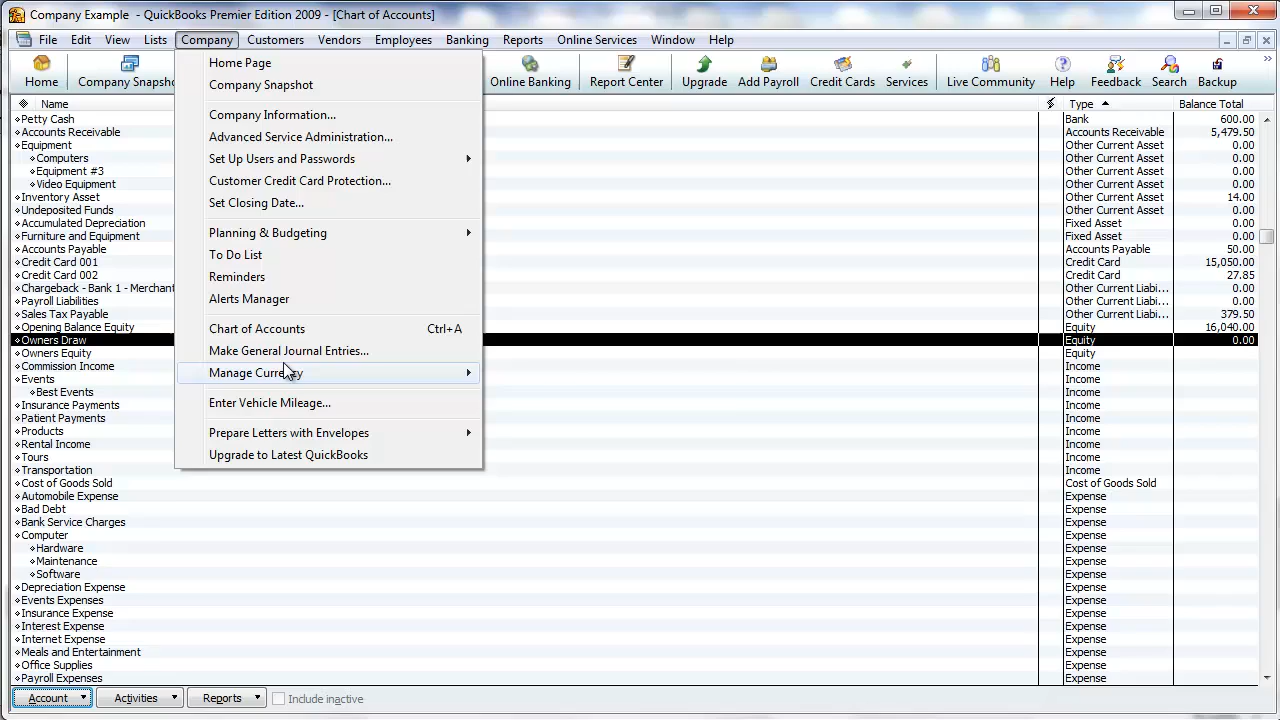 Company Example - QuickBooks Premier Edition 2009 - [Chart of Accounts]
File Edit View Lists Company Customers Vendors Employees Banking Reports Online Services Window Help
Home Company Snapsho Online Banking Report Center Upgrade Add Payroll Credit Cards Services Live Community Help Feedback Search Backup
Home Page
Company Snapshot
Company Information...
Advanced Service Administration...
Set Up Users and Passwords
Customer Credit Card Protection...
Set Closing Date...
Planning & Budgeting
To Do List
Reminders
Alerts Manager
Chart of Accounts Ctrl+A
Make General Journal Entries...
Manage Currency
Enter Vehicle Mileage...
Prepare Letters with Envelopes
Upgrade to Latest QuickBooks
Name Type Balance Total
Petty Cash Bank 600.00
Accounts Receivable Accounts Receivable 5,479.50
Equipment Other Current Asset 0.00
Computers Other Current Asset 0.00
Equipment #3 Other Current Asset 0.00
Video Equipment Other Current Asset 0.00
Inventory Asset Other Current Asset 14.00
Undeposited Funds Other Current Asset 0.00
Accumulated Depreciation Fixed Asset 0.00
Furniture and Equipment Fixed Asset 0.00
Accounts Payable Accounts Payable 50.00
Credit Card 001 Credit Card 15,050.00
Credit Card 002 Credit Card 27.85
Chargeback - Bank 1 - Merchant Other Current Liabi... 0.00
Payroll Liabilities Other Current Liabi... 0.00
Sales Tax Payable Other Current Liabi... 379.50
Opening Balance Equity Equity 16,040.00
Owners Draw Equity 0.00
Owners Equity Equity
Commission Income Income
Events Income
Best Events Income
Insurance Payments Income
Patient Payments Income
Products Income
Rental Income Income
Tours Income
Transportation Income
Cost of Goods Sold Cost of Goods Sold
Automobile Expense Expense
Bad Debt Expense
Bank Service Charges Expense
Computer Expense
Hardware Expense
Maintenance Expense
Software Expense
Depreciation Expense Expense
Events Expenses Expense
Insurance Expense Expense
Interest Expense Expense
Internet Expense Expense
Meals and Entertainment Expense
Office Supplies Expense
Payroll Expenses Expense
Account Activities Reports Include inactive